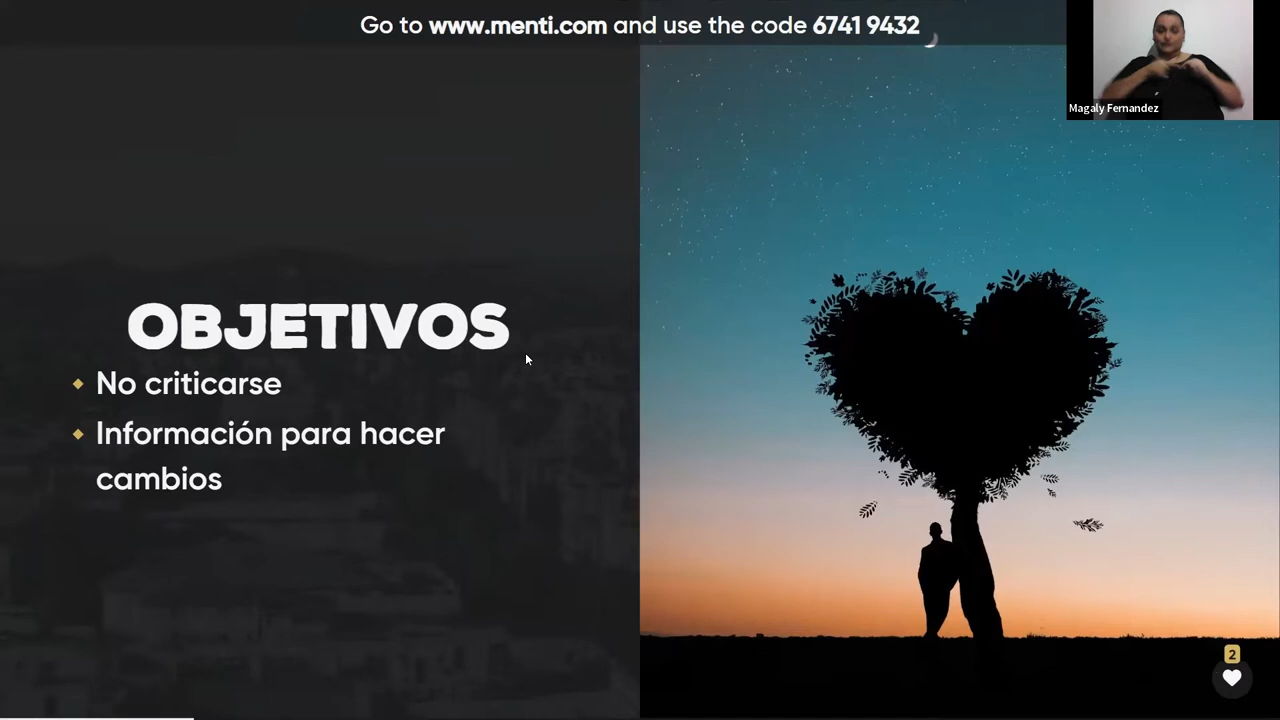 Go to www.menti.com and use the code 6741 9432
Magaly Fernandez
OBJETIVOS
No criticarse
Información para hacer
cambios
2